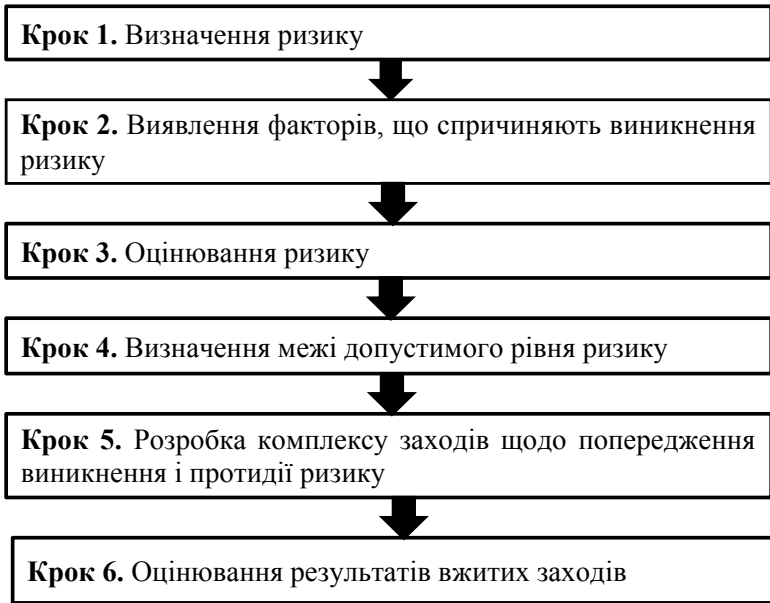 Крок 1. Визначення ризику
Крок 2. Виявлення факторів, що спричиняють виникнення
ризику
Крок 3. Оцінювання ризику
Крок 4. Визначення межі допустимого рівня ризику
Крок 5. Розробка комплексу заходів щодо попередження
виникнення і протидії ризику
Крок 6. Оцінювання результатів вжитих заходів